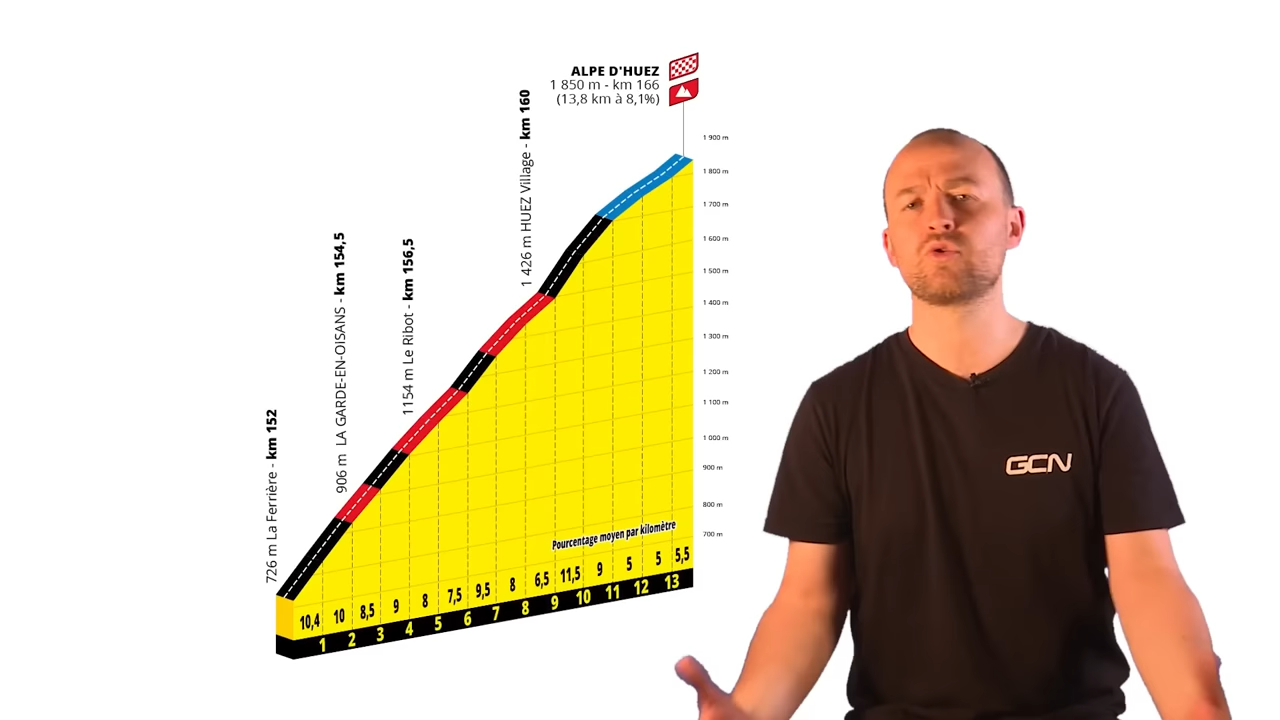 ALPE D'HUEZ
1 850 m - km 166
(13,8 km à 8,1%)
1 426 m HUEZ Village - km 160
1154 m Le Ribot - km 156,5
906 m LA GARDE-EN-OISANS - km 154,5
726 m La Ferrière - km 152
1 900 m
1 800 m
1 700 m
1 600 m
1 500 m
1 400 m
1 300 m
1 200 m
1 100 m
1 000 m
900 m
800 m
700 m
Pourcentage moyen par kilomètre
10,4 10 8,5 9 8 7,5 9,5 8 6,5 11,5 9 5 5 5,5
1 2 3 4 5 6 7 8 9 10 11 12 13
GCN